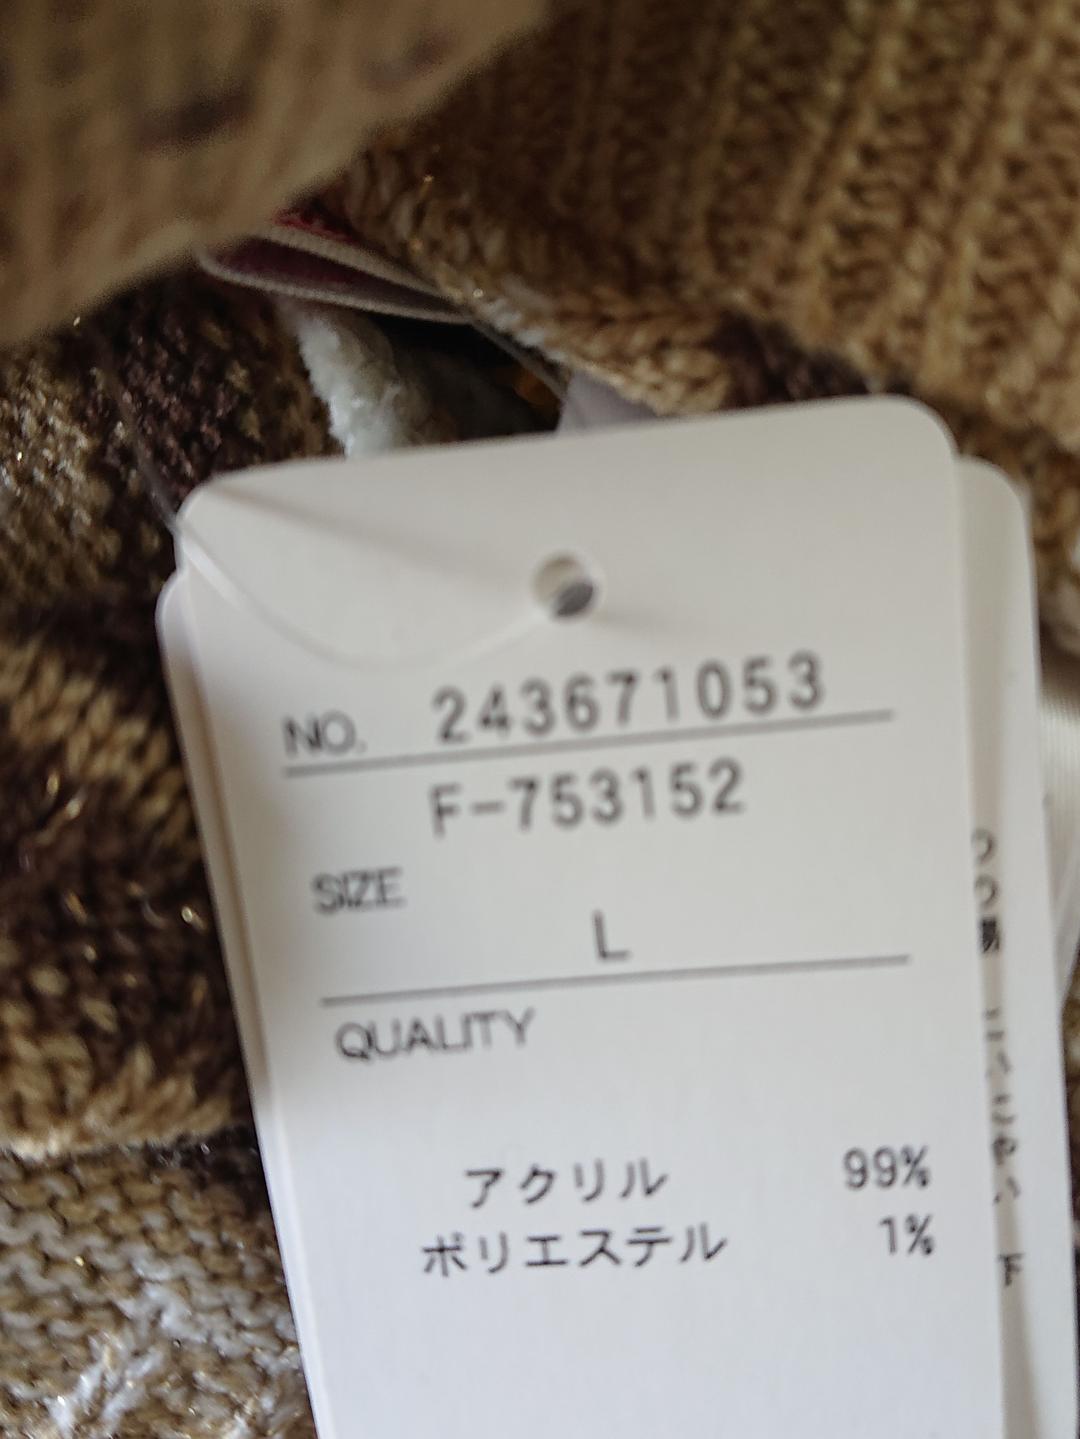 NO. 243671053
F-753152
SIZE
L
QUALITY
アクリル 99%
ポリエステル 1%